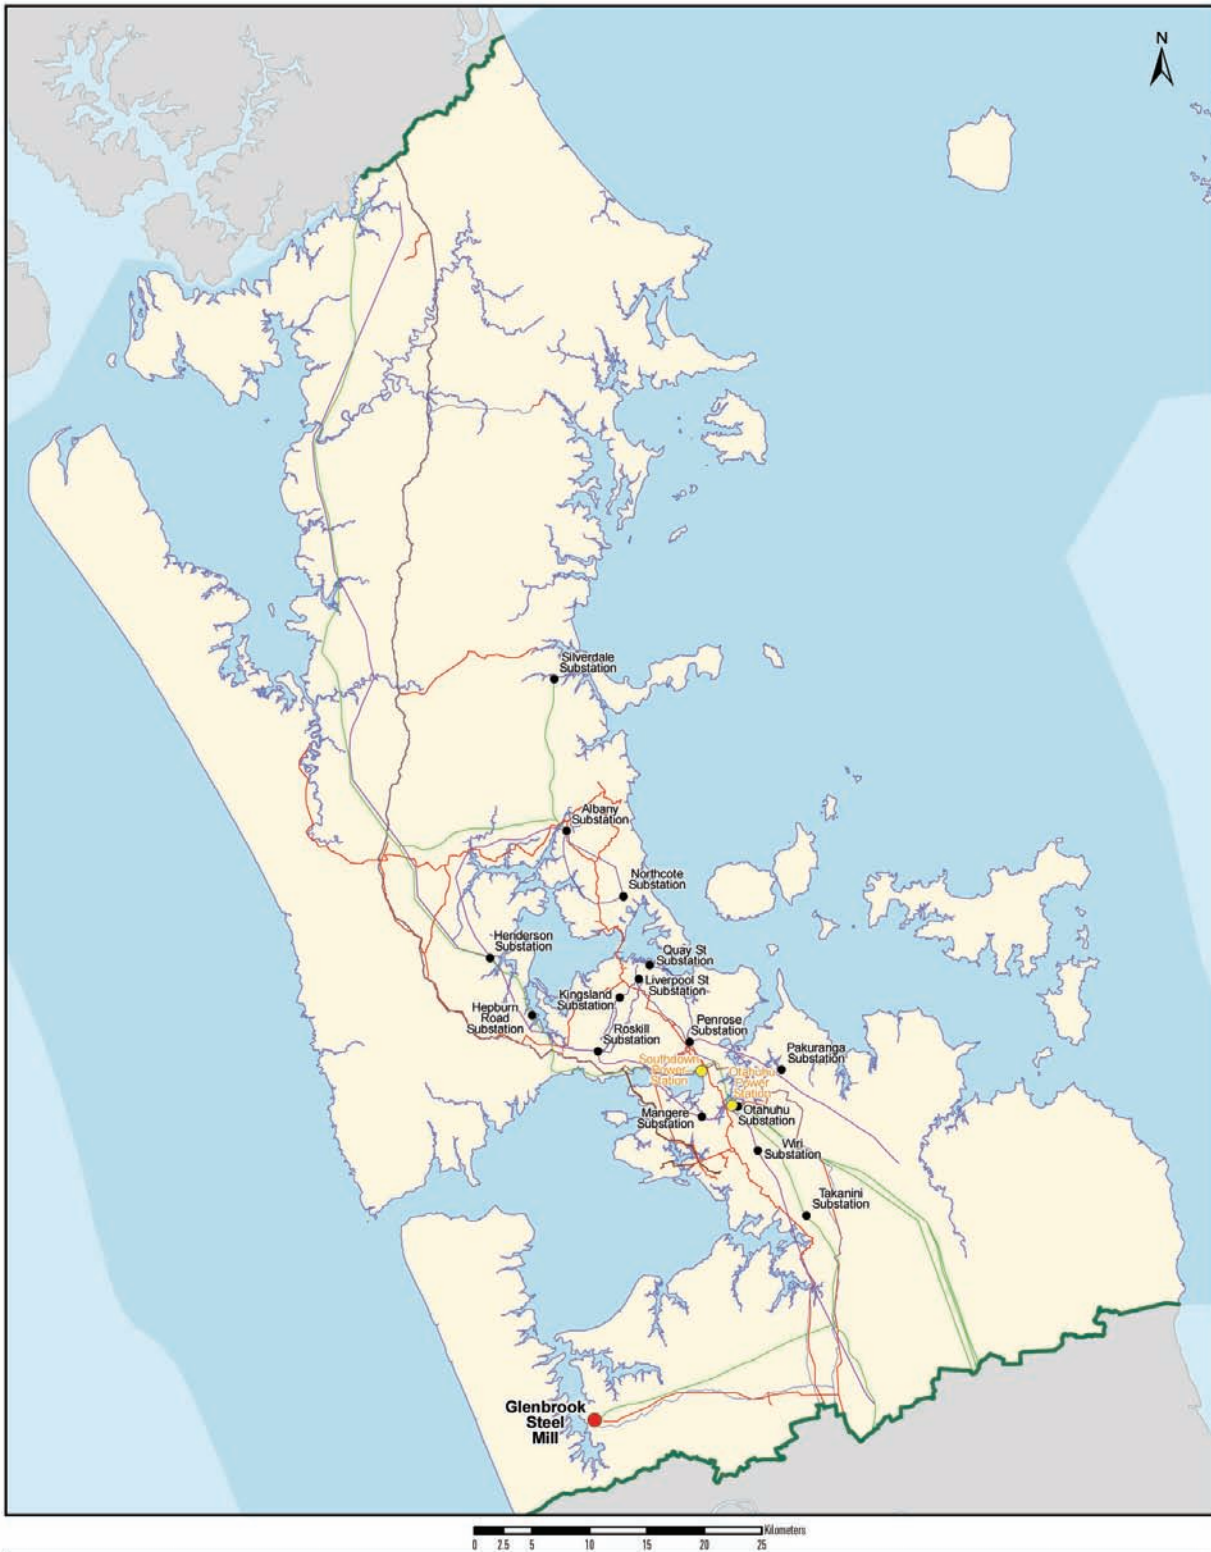 N
Silverdale
Substation
Albany
Substation
Northcote
Substation
Henderson
Substation
Quay St
Substation
Liverpool St
Substation
Kingsland
Substation
Hepburn
Road
Substation
Roskill
Substation
Penrose
Substation
Pakuranga
Substation
Southdown
Power
Station
Otahuhu
Power
Station
Otahuhu
Substation
Mangere
Substation
Wiri
Substation
Takanini
Substation
Glenbrook
Steel
Mill
Kilometers
0 2.5 5 10 15 20 25